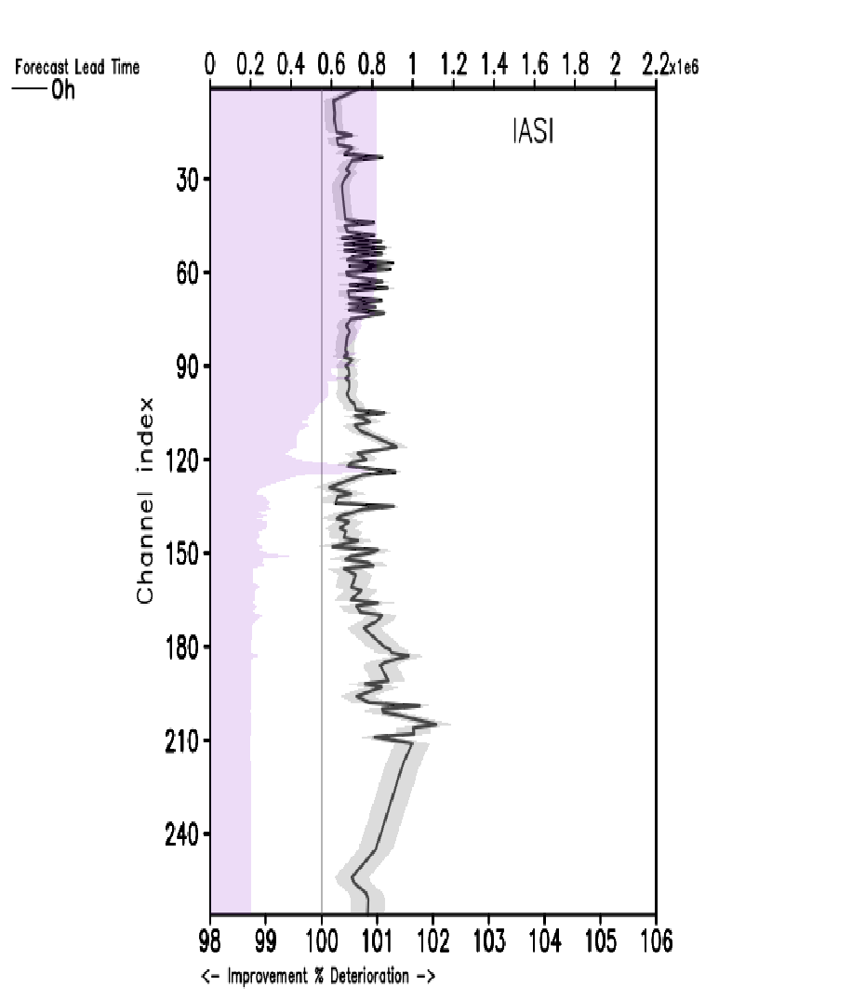 0 0.2 0.4 0.6 0.8 1 1.2 1.4 1.6 1.8 2 2.2x1e6
Forecast Lead Time
0h
IASI
30
60
90
120
150
180
210
240
Channel index
98 99 100 101 102 103 104 105 106
<- Improvement % Deterioration ->